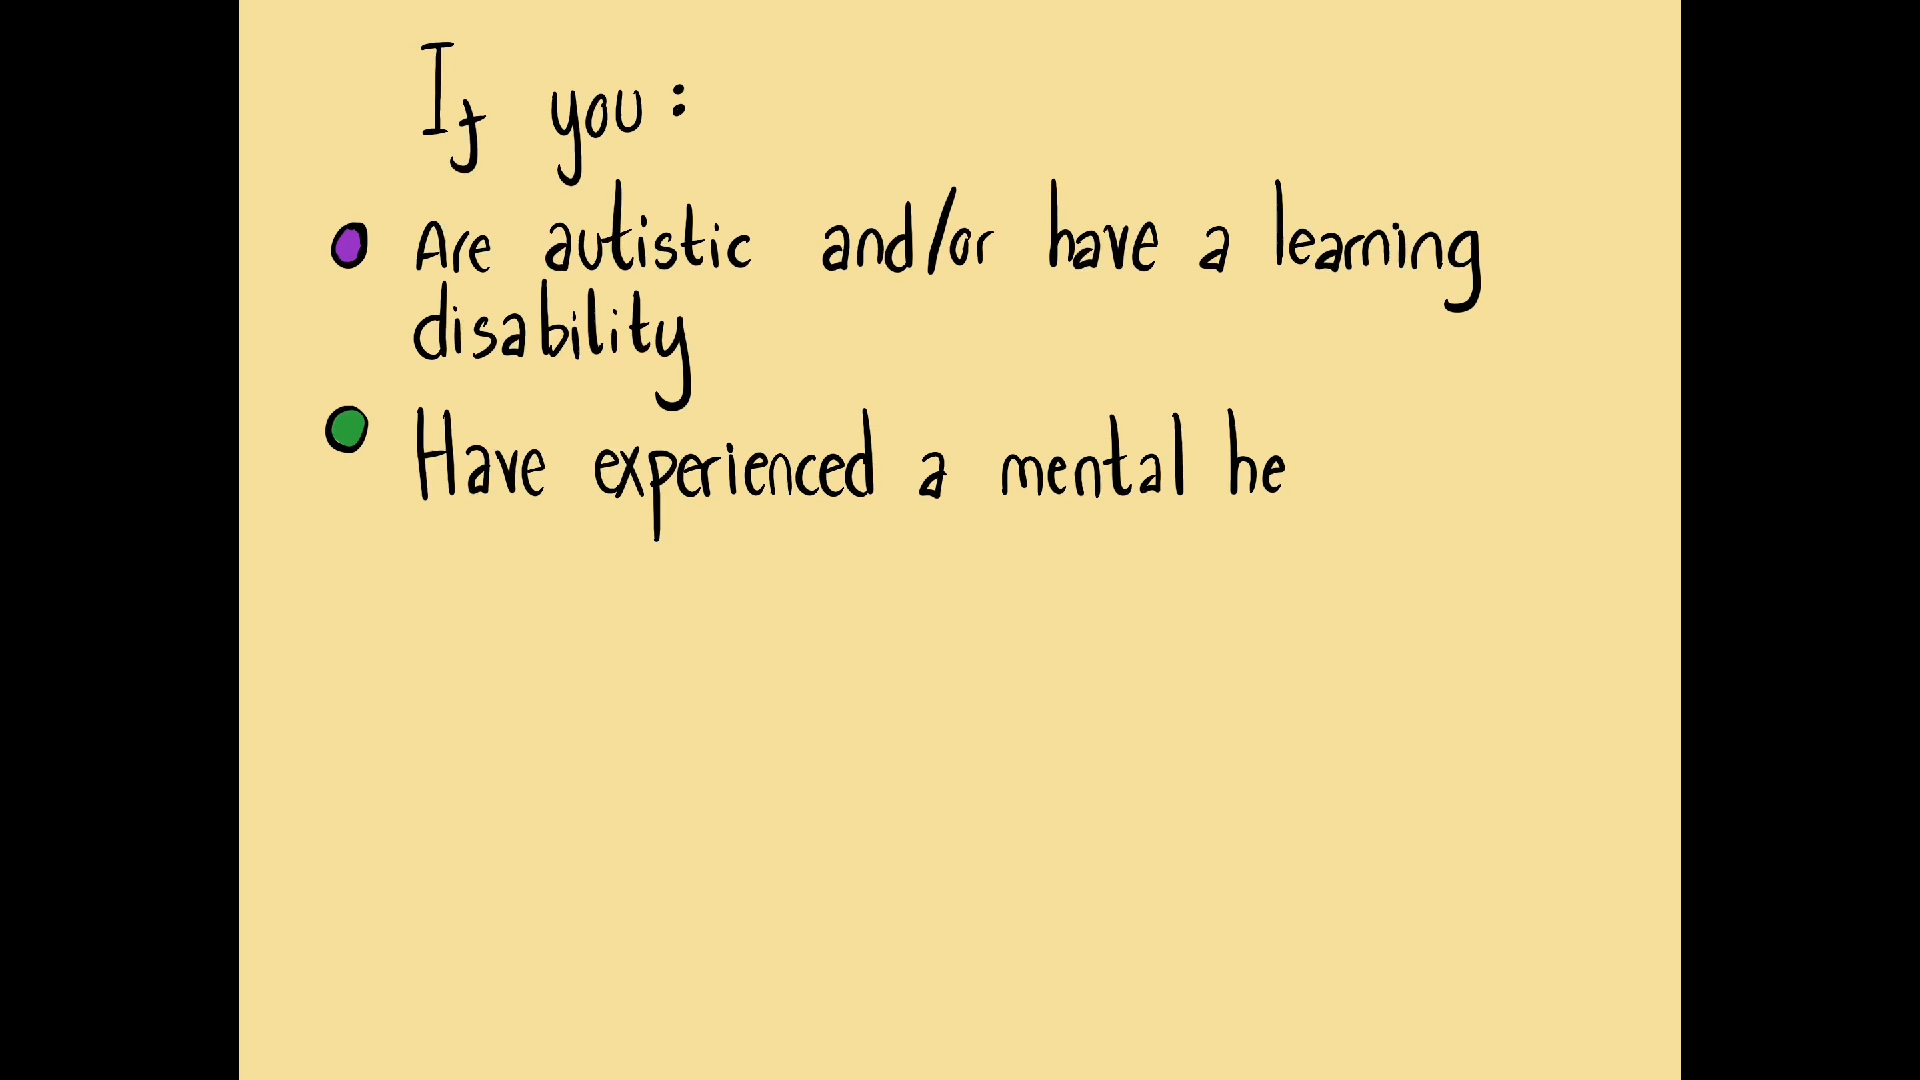 If you:
Are autistic and/or have a learning
disability
Have experienced a mental he